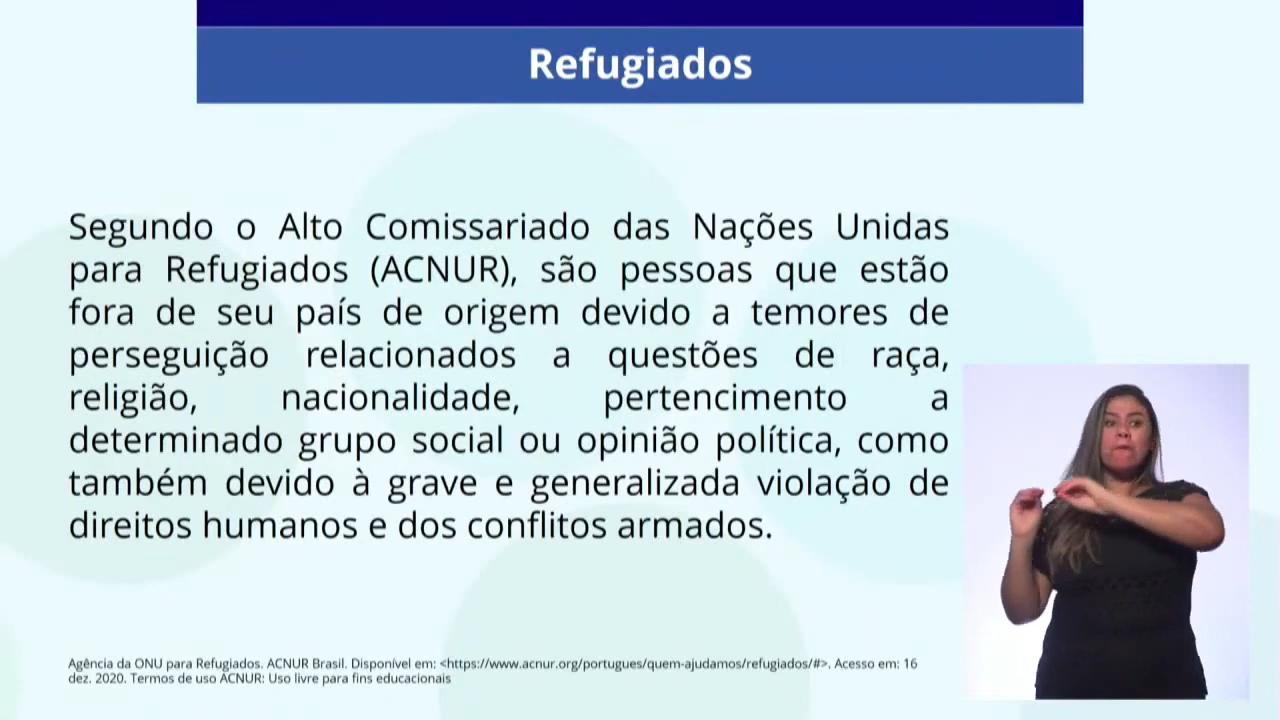 Refugiados
Segundo o Alto Comissariado das Nações Unidas
para Refugiados (ACNUR), são pessoas que estão
fora de seu país de origem devido a temores de
perseguição relacionados a questões de raça,
religião, nacionalidade, pertencimento a
determinado grupo social ou opinião política, como
também devido à grave e generalizada violação de
direitos humanos e dos conflitos armados.
Agência da ONU para Refugiados. ACNUR Brasil. Disponível em: <https://www.acnur.org/portugues/quem-ajudamos/refugiados/#>. Acesso em: 16
dez. 2020. Termos de uso ACNUR: Uso livre para fins educacionais